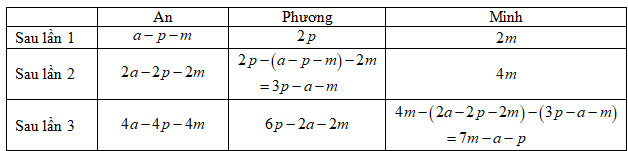 An Phương Minh
Sau lần 1 a − p − m 2p 2m
Sau lần 2 2a − 2p − 2m 2p − (a − p − m) − 2m = 3p − a − m 4m
Sau lần 3 4a − 4p − 4m 6p − 2a − 2m 4m − (2a − 2p − 2m) − (3p − a − m) = 7m − a − p